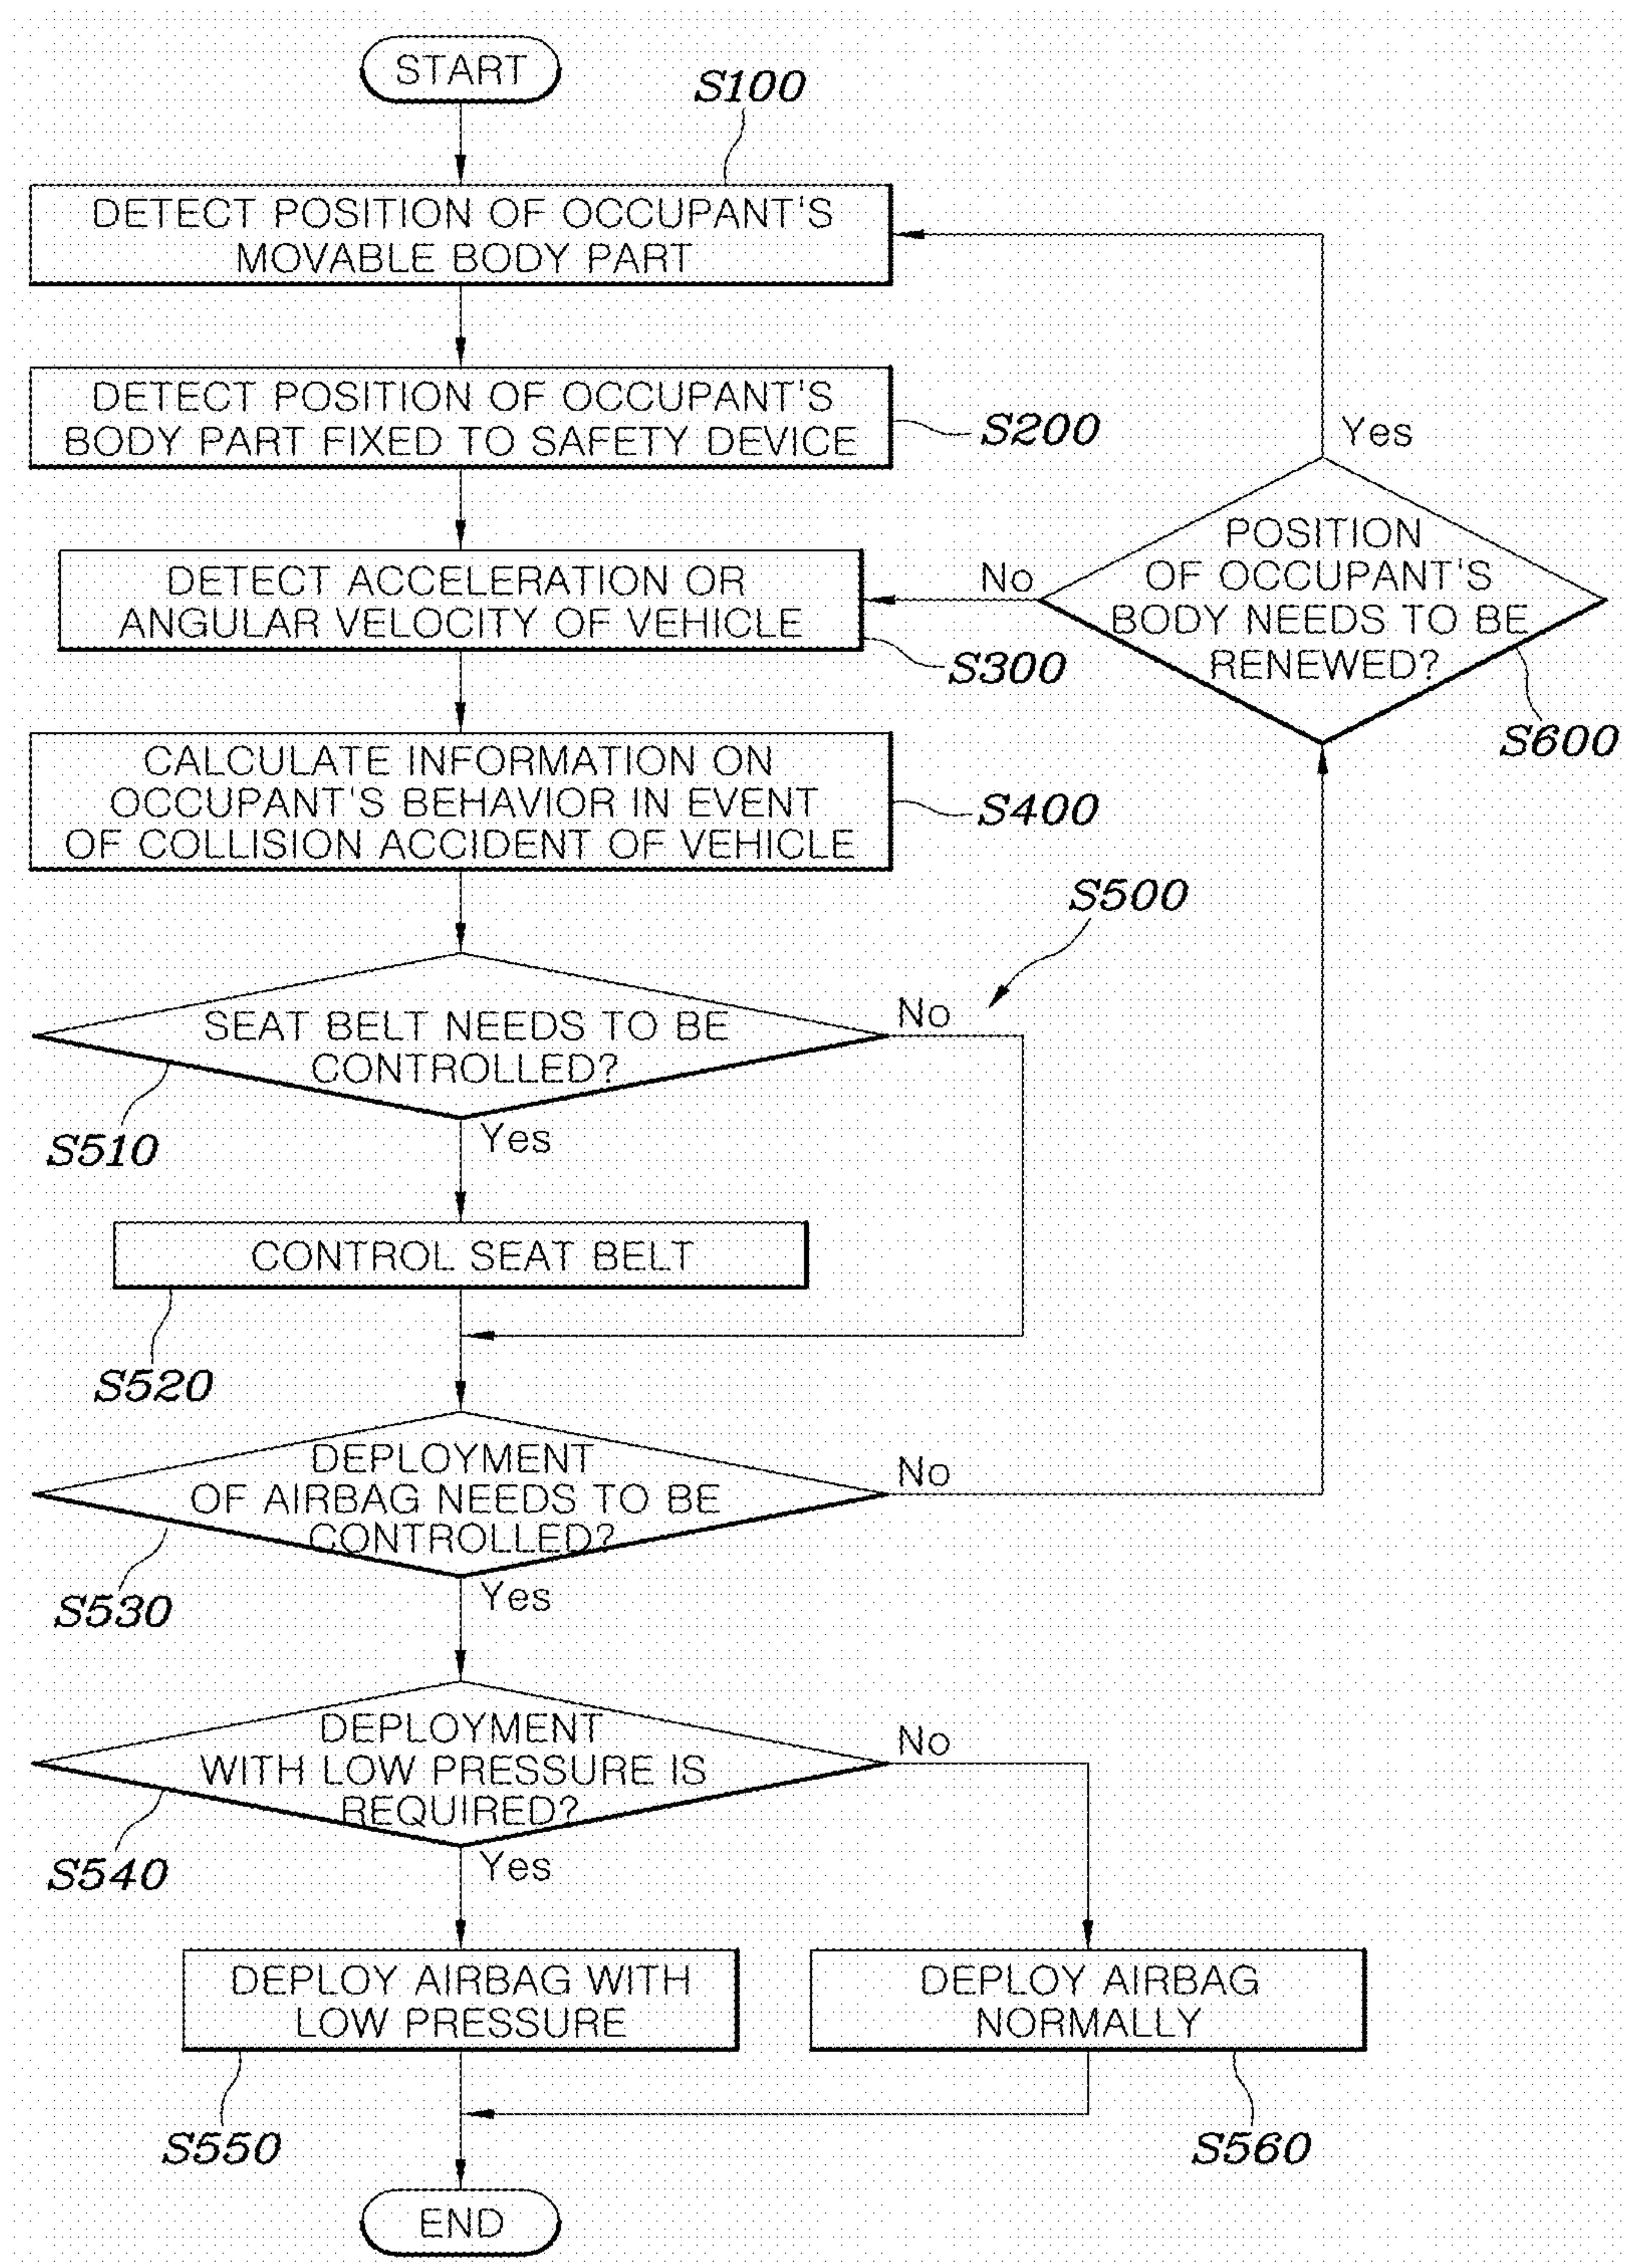 START
S100
DETECT POSITION OF OCCUPANT'S
MOVABLE BODY PART
DETECT POSITION OF OCCUPANT'S
BODY PART FIXED TO SAFETY DEVICE
S200
Yes
POSITION
OF OCCUPANT'S
BODY NEEDS TO BE
RENEWED?
No
S600
DETECT ACCELERATION OR
ANGULAR VELOCITY OF VEHICLE
S300
CALCULATE INFORMATION ON
OCCUPANT'S BEHAVIOR IN EVENT
OF COLLISION ACCIDENT OF VEHICLE
S400
S500
SEAT BELT NEEDS TO BE
CONTROLLED?
No
S510
Yes
CONTROL SEAT BELT
S520
DEPLOYMENT
OF AIRBAG NEEDS TO BE
CONTROLLED?
No
S530
Yes
DEPLOYMENT
WITH LOW PRESSURE IS
REQUIRED?
No
S540
Yes
DEPLOY AIRBAG WITH
LOW PRESSURE
DEPLOY AIRBAG
NORMALLY
S550
S560
END